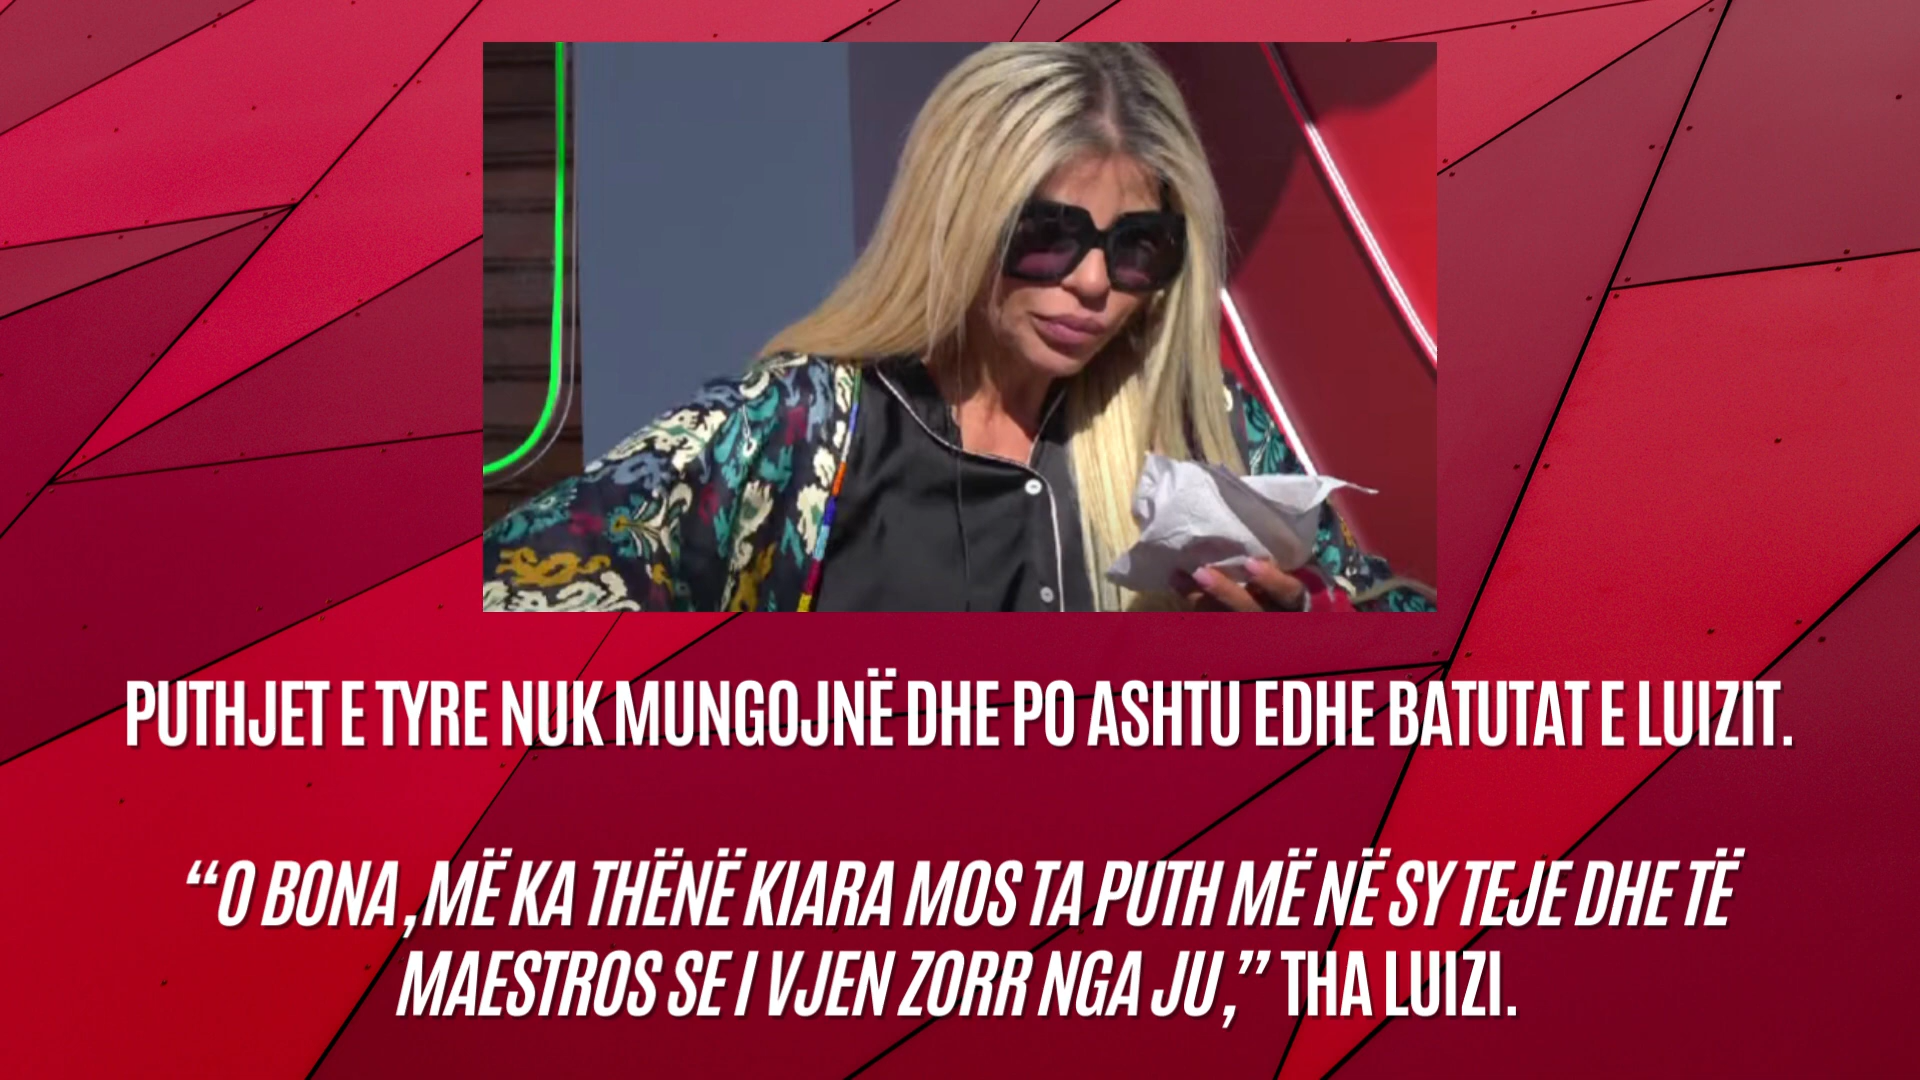 PUTHJET E TYRE NUK MUNGOJNË DHE PO ASHTU EDHE BATUTAT E LUIZIT.
“O BONA ,MË KA THËNË KIARA MOS TA PUTH MË NË SY TEJE DHE TË
MAESTROS SE I VJEN ZORR NGA JU ,” THA LUIZI.